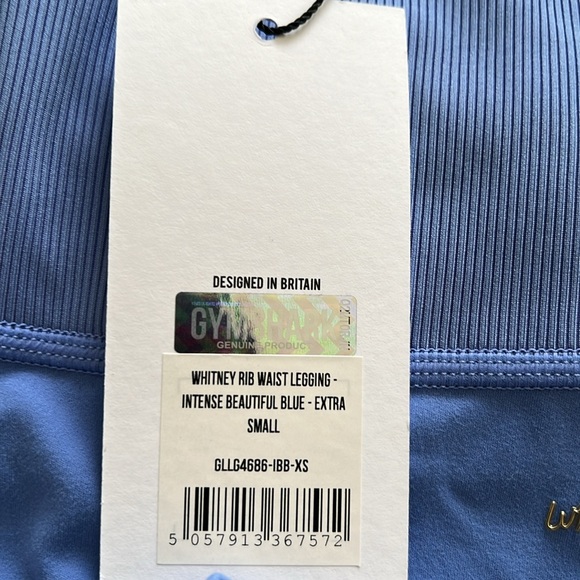 DESIGNED IN BRITAIN
GYMSHARK
GENUINE PRODUCT
WHITNEY RIB WAIST LEGGING -
INTENSE BEAUTIFUL BLUE - EXTRA
SMALL
GLLG4686-IBB-XS
5 057913 367572